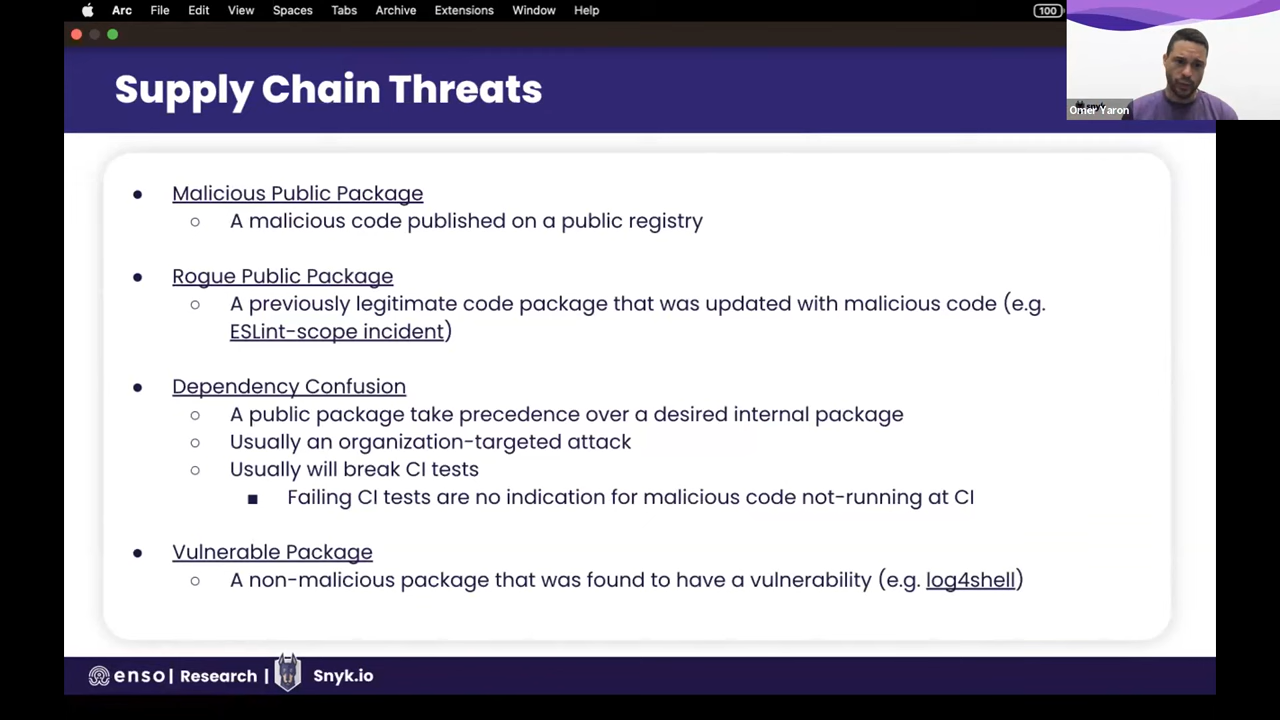 Arc File Edit View Spaces Tabs Archive Extensions Window Help
100
Supply Chain Threats
Omer Yaron
● Malicious Public Package
○ A malicious code published on a public registry
● Rogue Public Package
○ A previously legitimate code package that was updated with malicious code (e.g.
ESLint-scope incident)
● Dependency Confusion
○ A public package take precedence over a desired internal package
○ Usually an organization-targeted attack
○ Usually will break CI tests
■ Failing CI tests are no indication for malicious code not-running at CI
● Vulnerable Package
○ A non-malicious package that was found to have a vulnerability (e.g. log4shell)
enso | Research | Snyk.io